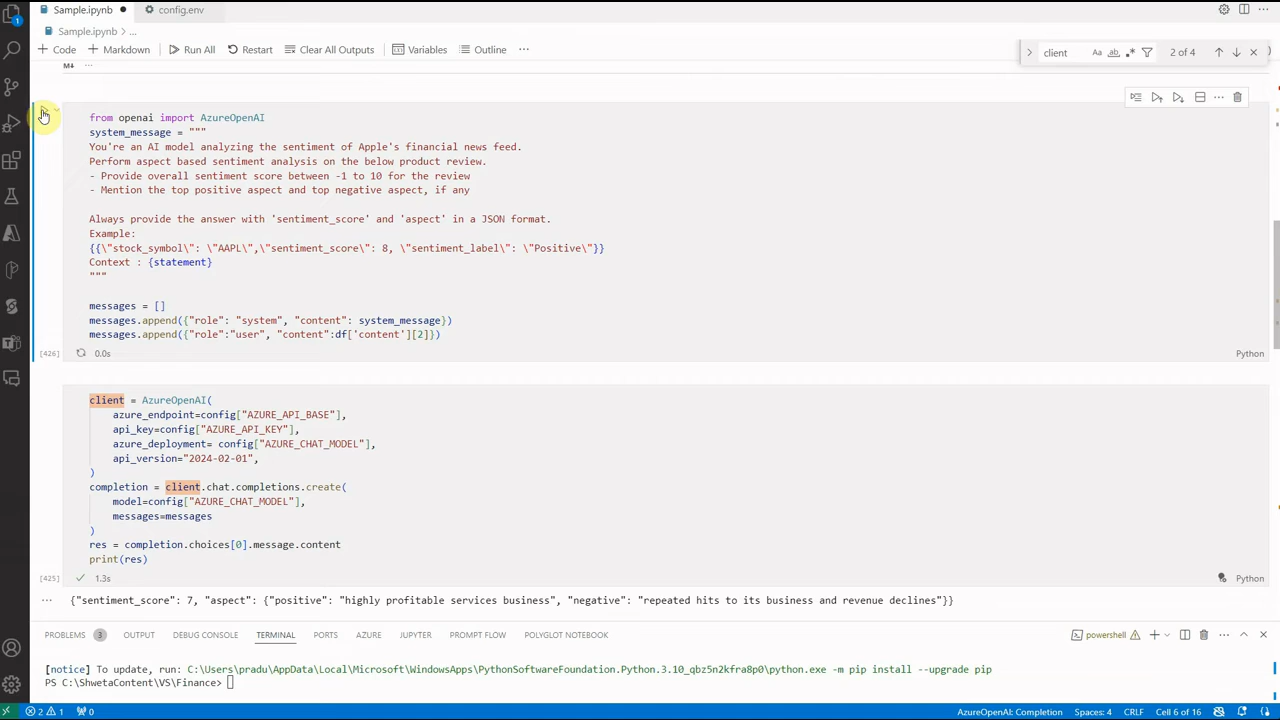 Sample.ipynb config.env
Sample.ipynb > ...
Code Markdown Run All Restart Clear All Outputs Variables Outline ...
client Aa ab 2 of 4
M↓ ...
from openai import AzureOpenAI
system_message = """
You're an AI model analyzing the sentiment of Apple's financial news feed.
Perform aspect based sentiment analysis on the below product review.
- Provide overall sentiment score between -1 to 10 for the review
- Mention the top positive aspect and top negative aspect, if any
Always provide the answer with 'sentiment_score' and 'aspect' in a JSON format.
Example:
{{\"stock_symbol\": \"AAPL\",\"sentiment_score\": 8, \"sentiment_label\": \"Positive\"}}
Context : {statement}
"""
messages = []
messages.append({"role": "system", "content": system_message})
messages.append({"role":"user", "content":df['content'][2]})
[426] 0.0s Python
client = AzureOpenAI(
azure_endpoint=config["AZURE_API_BASE"],
api_key=config["AZURE_API_KEY"],
azure_deployment= config["AZURE_CHAT_MODEL"],
api_version="2024-02-01",
)
completion = client.chat.completions.create(
model=config["AZURE_CHAT_MODEL"],
messages=messages
)
res = completion.choices[0].message.content
print(res)
[425] 1.3s Python
... {"sentiment_score": 7, "aspect": {"positive": "highly profitable services business", "negative": "repeated hits to its business and revenue declines"}}
PROBLEMS 3 OUTPUT DEBUG CONSOLE TERMINAL PORTS AZURE JUPYTER PROMPT FLOW POLYGLOT NOTEBOOK powershell
[notice] To update, run: C:\Users\pradu\AppData\Local\Microsoft\WindowsApps\PythonSoftwareFoundation.Python.3.10_qbz5n2kfra8p0\python.exe -m pip install --upgrade pip
PS C:\ShwetaContent\VS\Finance>
2 1 0 AzureOpenAI: Completion Spaces: 4 CRLF Cell 6 of 16